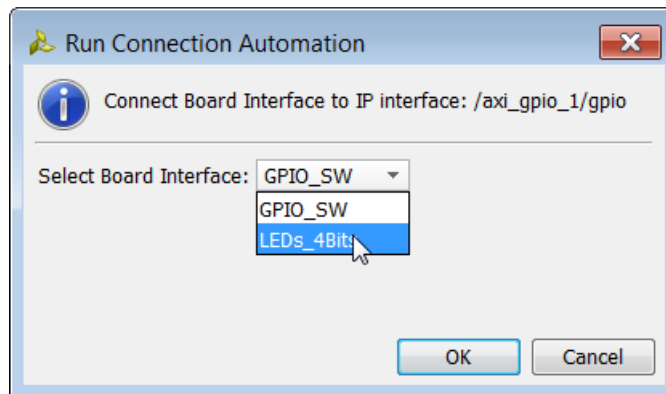 Run Connection Automation
Connect Board Interface to IP interface: /axi_gpio_1/gpio
Select Board Interface: GPIO_SW
GPIO_SW
LEDs_4Bits
OK Cancel